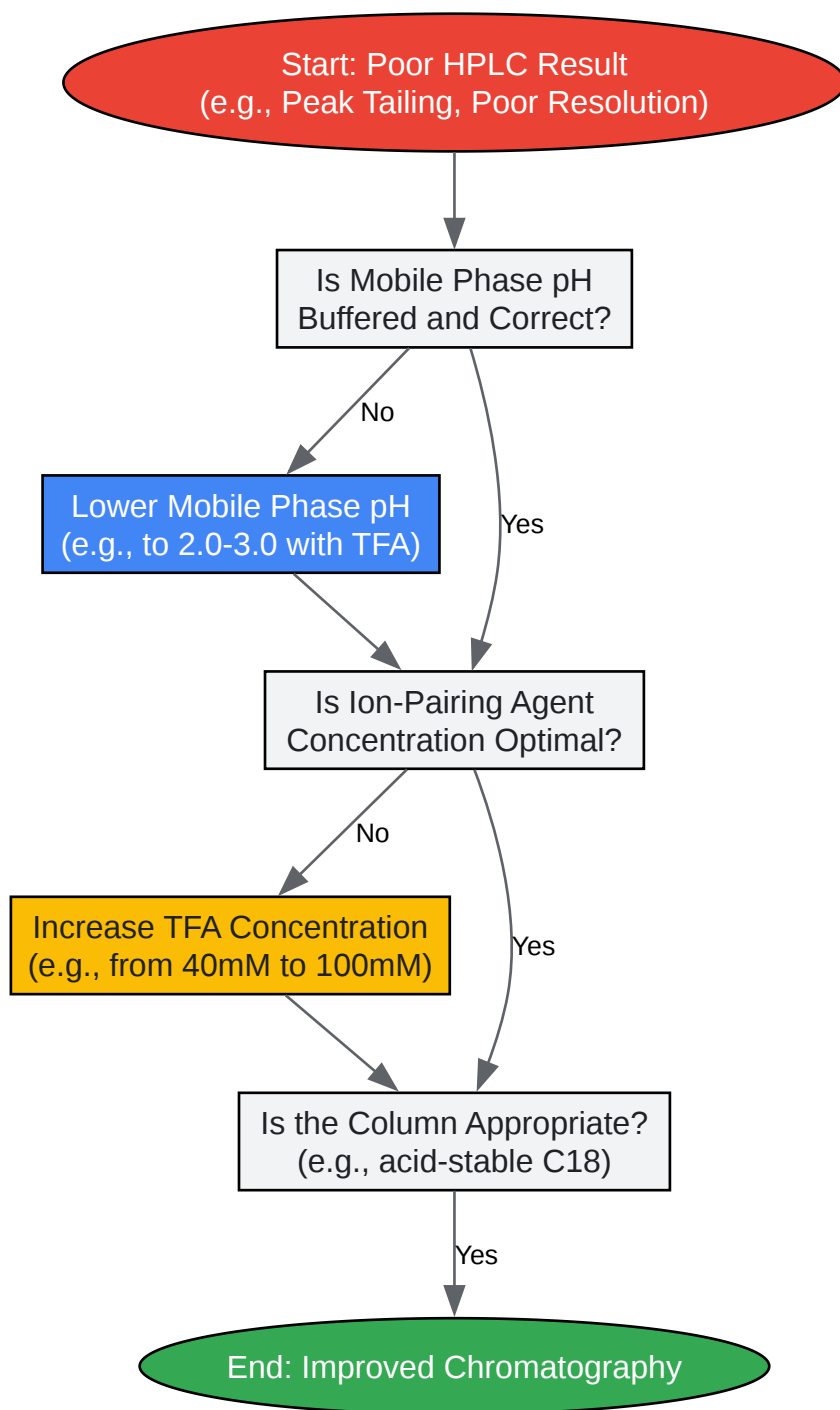 Start: Poor HPLC Result
(e.g., Peak Tailing, Poor Resolution)
Is Mobile Phase pH
Buffered and Correct?
No
Lower Mobile Phase pH
(e.g., to 2.0-3.0 with TFA)
Yes
Is Ion-Pairing Agent
Concentration Optimal?
No
Increase TFA Concentration
(e.g., from 40mM to 100mM)
Yes
Is the Column Appropriate?
(e.g., acid-stable C18)
Yes
End: Improved Chromatography